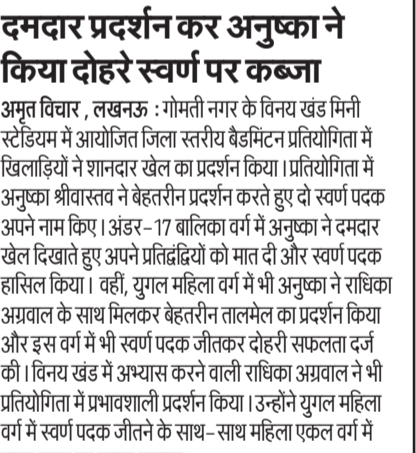 दमदार प्रदर्शन कर अनुष्का ने
किया दोहरे स्वर्ण पर कब्जा
अमृत विचार , लखनऊ : गोमती नगर के विनय खंड मिनी
स्टेडियम में आयोजित जिला स्तरीय बैडमिंटन प्रतियोगिता में
खिलाड़ियों ने शानदार खेल का प्रदर्शन किया । प्रतियोगिता में
अनुष्का श्रीवास्तव ने बेहतरीन प्रदर्शन करते हुए दो स्वर्ण पदक
अपने नाम किए । अंडर-17 बालिका वर्ग में अनुष्का ने दमदार
खेल दिखाते हुए अपने प्रतिद्वंद्वियों को मात दी और स्वर्ण पदक
हासिल किया । वहीं, युगल महिला वर्ग में भी अनुष्का ने राधिका
अग्रवाल के साथ मिलकर बेहतरीन तालमेल का प्रदर्शन किया
और इस वर्ग में भी स्वर्ण पदक जीतकर दोहरी सफलता दर्ज
की । विनय खंड में अभ्यास करने वाली राधिका अग्रवाल ने भी
प्रतियोगिता में प्रभावशाली प्रदर्शन किया । उन्होंने युगल महिला
वर्ग में स्वर्ण पदक जीतने के साथ-साथ महिला एकल वर्ग में